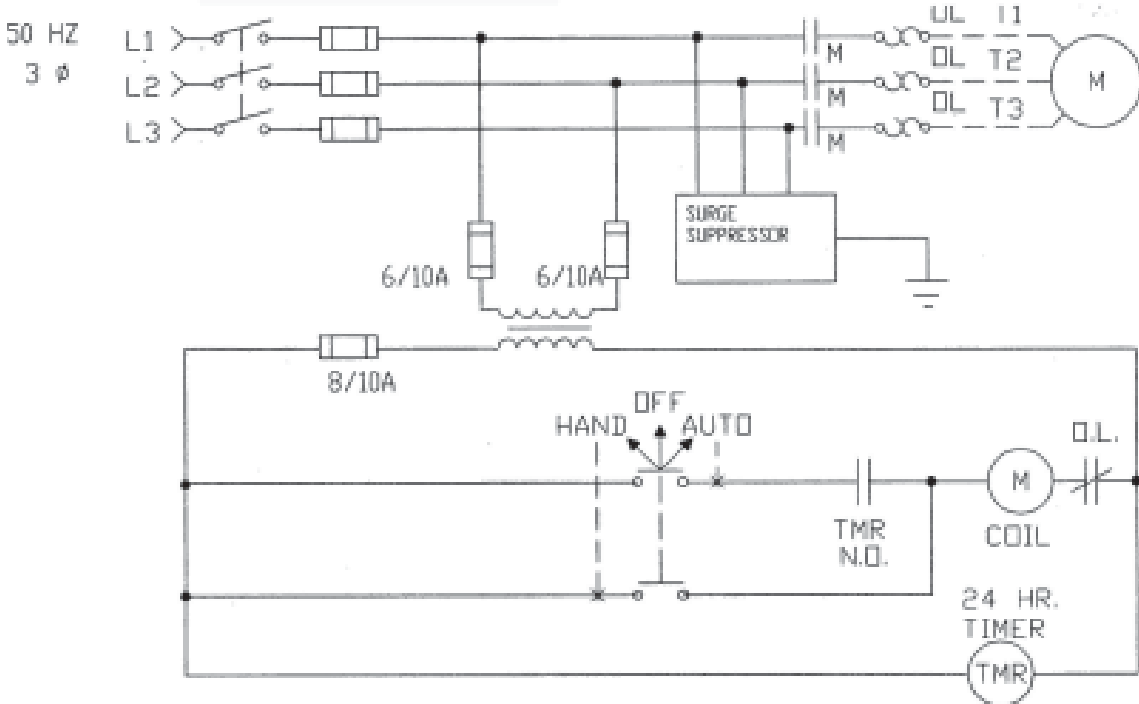 50 HZ
3 ø
L1
L2
L3
M
M
M
OL T1
OL T2
OL T3
M
SURGE
SUPPRESSOR
6/10A
6/10A
8/10A
HAND
OFF
AUTO
TMR
N.O.
M
COIL
O.L.
24 HR.
TIMER
TMR